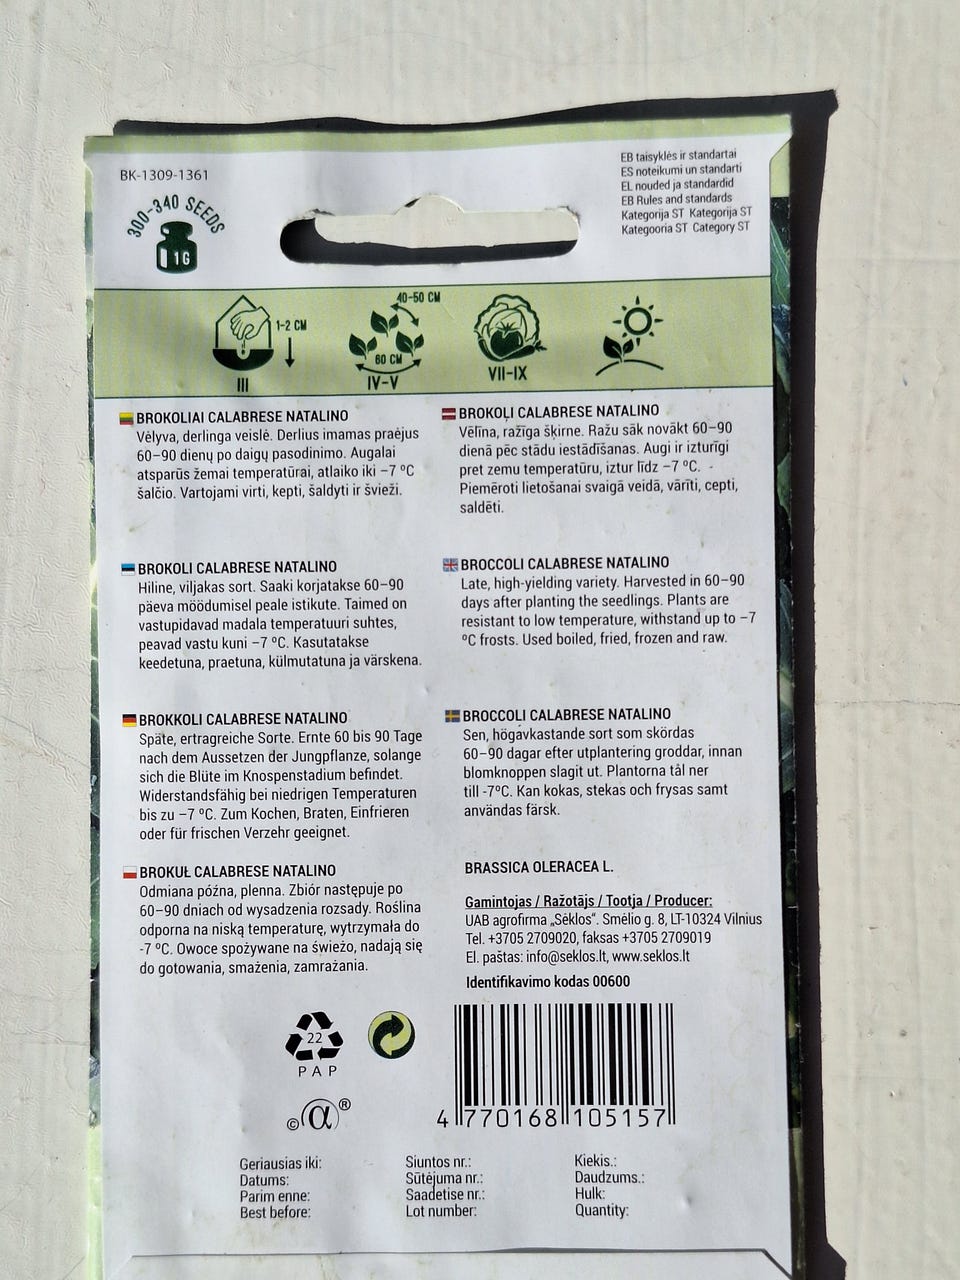 BK-1309-1361
300-340 SEEDS
1G
EB taisyklės ir standartai
ES noteikumi un standarti
EL nouded ja standardid
EB Rules and standards
Kategorija ST Kategorija ST
Kategooria ST Category ST
1-2 CM
III
40-50 CM
60 CM
IV-V
VII-IX
BROKOLIAI CALABRESE NATALINO
Vėlyva, derlinga veislė. Derlius imamas praėjus
60–90 dienų po daigų pasodinimo. Augalai
atsparūs žemai temperatūrai, atlaiko iki –7 ºC
šalčio. Vartojami virti, kepti, šaldyti ir švieži.
BROKOĻI CALABRESE NATALINO
Vēlīna, ražīga šķirne. Ražu sāk novākt 60–90
dienā pēc stādu iestādīšanas. Augi ir izturīgi
pret zemu temperatūru, iztur līdz –7 ºC.
Piemēroti lietošanai svaigā veidā, vārīti, cepti,
saldēti.
BROKOLI CALABRESE NATALINO
Hiline, viljakas sort. Saaki korjatakse 60–90
päeva möödumisel peale istikute. Taimed on
vastupidavad madala temperatuuri suhtes,
peavad vastu kuni –7 ºC. Kasutatakse
keedetuna, praetuna, külmutatuna ja värskena.
BROCCOLI CALABRESE NATALINO
Late, high-yielding variety. Harvested in 60–90
days after planting the seedlings. Plants are
resistant to low temperature, withstand up to –7
ºC frosts. Used boiled, fried, frozen and raw.
BROKKOLI CALABRESE NATALINO
Späte, ertragreiche Sorte. Ernte 60 bis 90 Tage
nach dem Aussetzen der Jungpflanze, solange
sich die Blüte im Knospenstadium befindet.
Widerstandsfähig bei niedrigen Temperaturen
bis zu –7 ºC. Zum Kochen, Braten, Einfrieren
oder für frischen Verzehr geeignet.
BROCCOLI CALABRESE NATALINO
Sen, högavkastande sort som skördas
60–90 dagar efter utplantering groddar, innan
blomknoppen slagit ut. Plantorna tål ner
till -7ºC. Kan kokas, stekas och frysas samt
användas färsk.
BROKUŁ CALABRESE NATALINO
Odmiana późna, plenna. Zbiór następuje po
60–90 dniach od wysadzenia rozsady. Roślina
odporna na niską temperaturę, wytrzymała do
-7 ºC. Owoce spożywane na świeżo, nadają się
do gotowania, smażenia, zamrażania.
BRASSICA OLERACEA L.
Gamintojas / Ražotājs / Tootja / Producer:
UAB agrofirma „Sėklos“. Smėlio g. 8, LT-10324 Vilnius
Tel. +3705 2709020, faksas +3705 2709019
El. paštas: info@seklos.lt, www.seklos.lt
Identifikavimo kodas 00600
22
PAP
© α ®
4 770168 105157
Geriausias iki:
Datums:
Parim enne:
Best before:
Siuntos nr.:
Sūtējuma nr.:
Saadetise nr.:
Lot number:
Kiekis.:
Daudzums.:
Hulk:
Quantity: